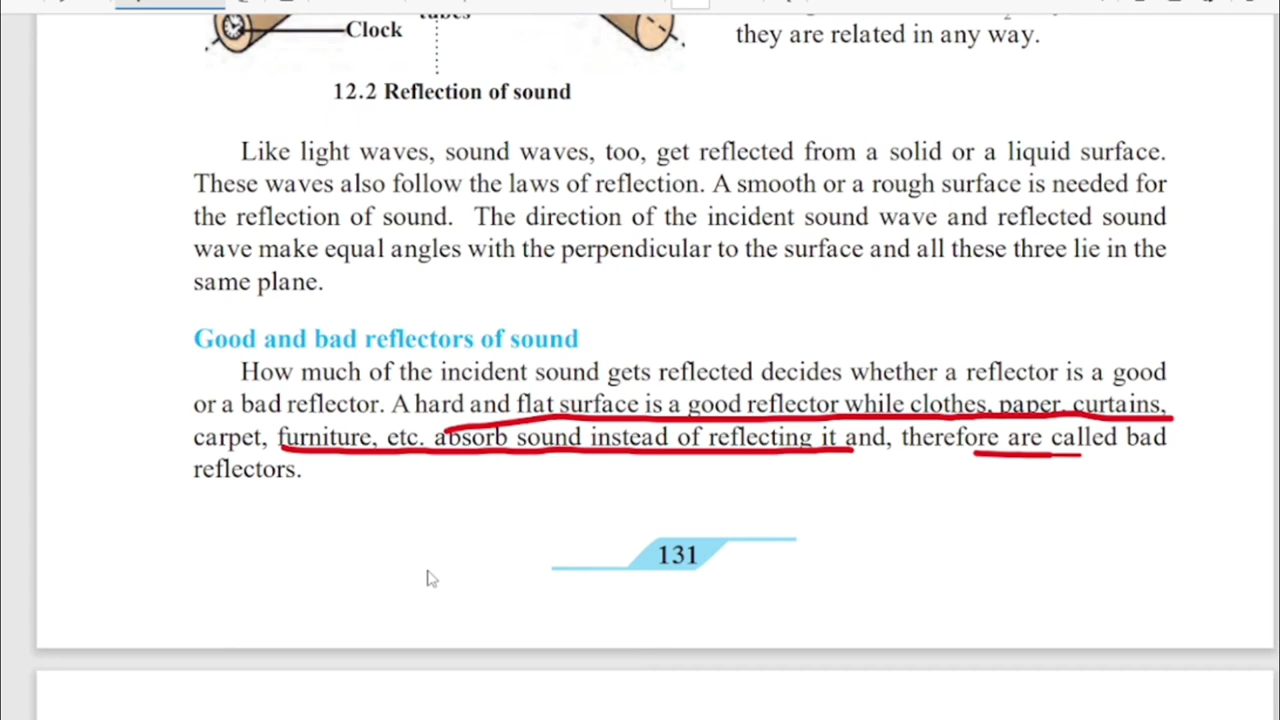 they are related in any way.
Clock
12.2 Reflection of sound
Like light waves, sound waves, too, get reflected from a solid or a liquid surface.
These waves also follow the laws of reflection. A smooth or a rough surface is needed for
the reflection of sound. The direction of the incident sound wave and reflected sound
wave make equal angles with the perpendicular to the surface and all these three lie in the
same plane.
Good and bad reflectors of sound
How much of the incident sound gets reflected decides whether a reflector is a good
or a bad reflector. A hard and flat surface is a good reflector while clothes, paper, curtains,
carpet, furniture, etc. absorb sound instead of reflecting it and, therefore are called bad
reflectors.
131